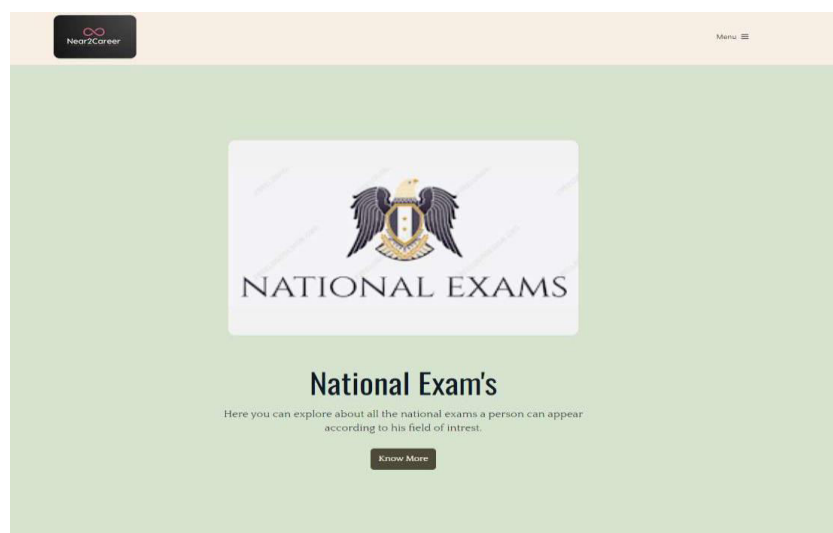 Near2Career
Menu
NATIONAL EXAMS
National Exam's
Here you can explore about all the national exams a person can appear
according to his field of intrest.
Know More